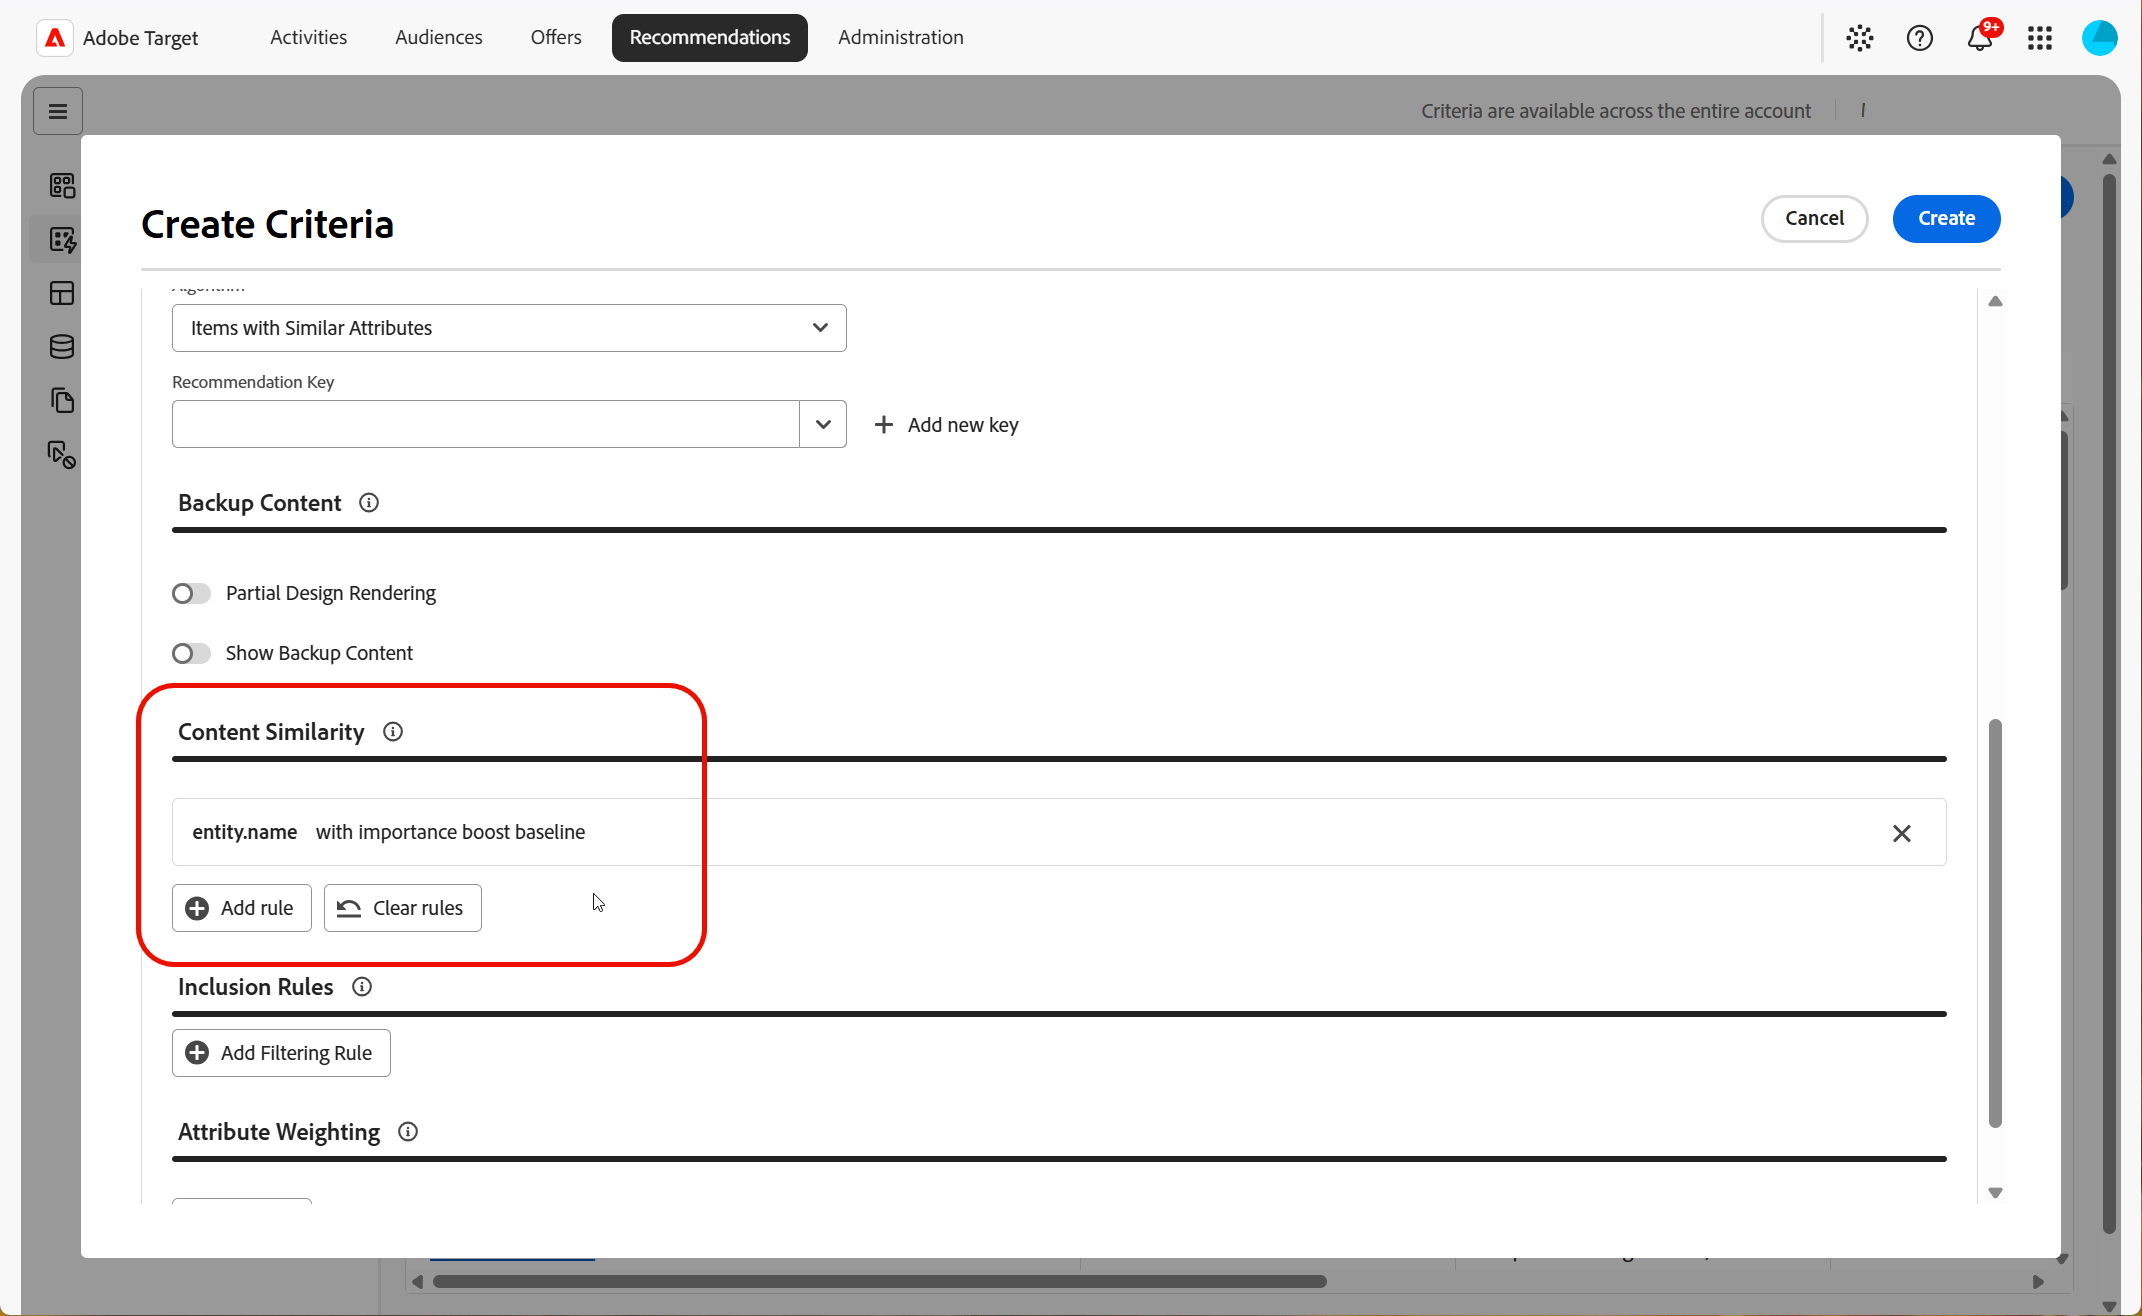 Adobe Target
Activities
Audiences
Offers
Recommendations
Administration
9+
Criteria are available across the entire account
Create Criteria
Cancel
Create
Algorithm
Items with Similar Attributes
Recommendation Key
Add new key
Backup Content
Partial Design Rendering
Show Backup Content
Content Similarity
entity.name with importance boost baseline
Add rule
Clear rules
Inclusion Rules
Add Filtering Rule
Attribute Weighting